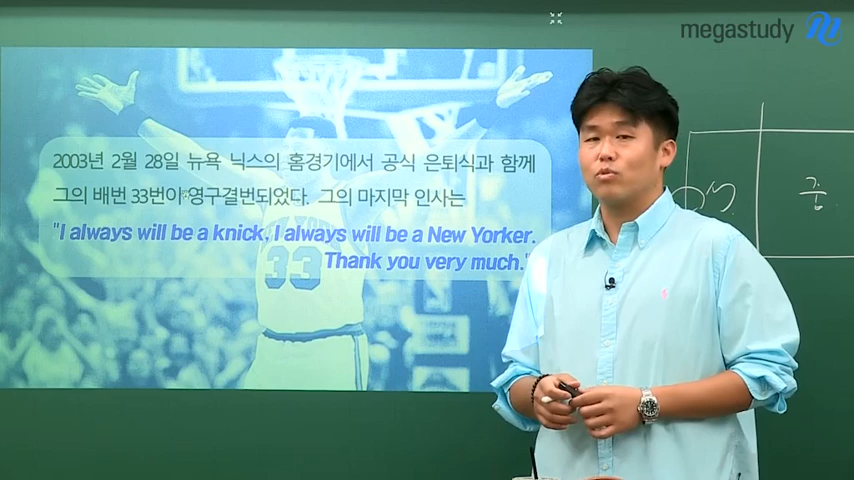 megastudy
2003년 2월 28일 뉴욕 닉스의 홈경기에서 공식 은퇴식과 함께
그의 배번 33번이 영구결번되었다. 그의 마지막 인사는
"I always will be a knick, I always will be a New Yorker.
Thank you very much."
33
중